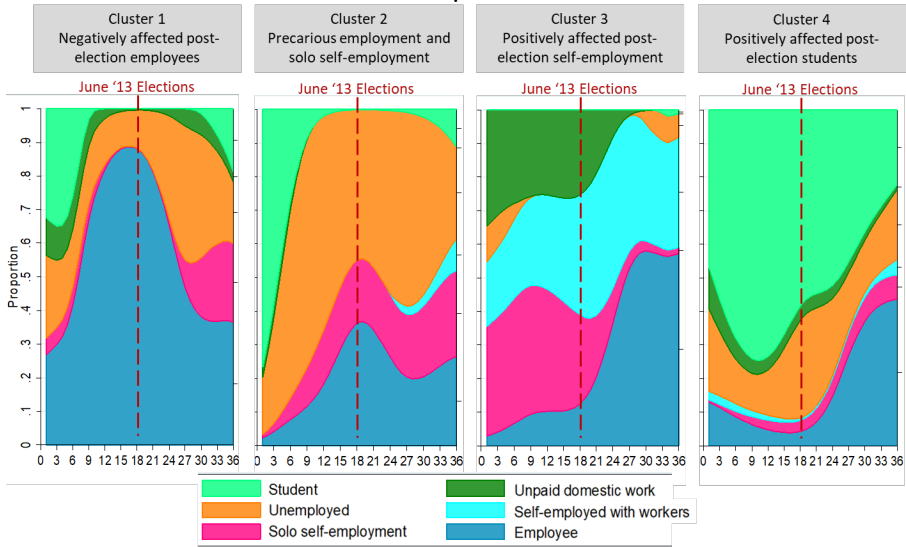 Cluster 1
Negatively affected post-
election employees
Cluster 2
Precarious employment and
solo self-employment
Cluster 3
Positively affected post-
election self-employment
Cluster 4
Positively affected post-
election students
June ‘13 Elections
June ‘13 Elections
June ‘13 Elections
June ‘13 Elections
Proportion
1
.9
.8
.7
.6
.5
.4
.3
.2
.1
0
0 3 6 9 12 15 18 21 24 27 30 33 36
0 3 6 9 12 15 18 21 24 27 30 33 36
0 3 6 9 12 15 18 21 24 27 30 33 36
0 3 6 9 12 15 18 21 24 27 30 33 36
Student
Unemployed
Solo self-employment
Unpaid domestic work
Self-employed with workers
Employee